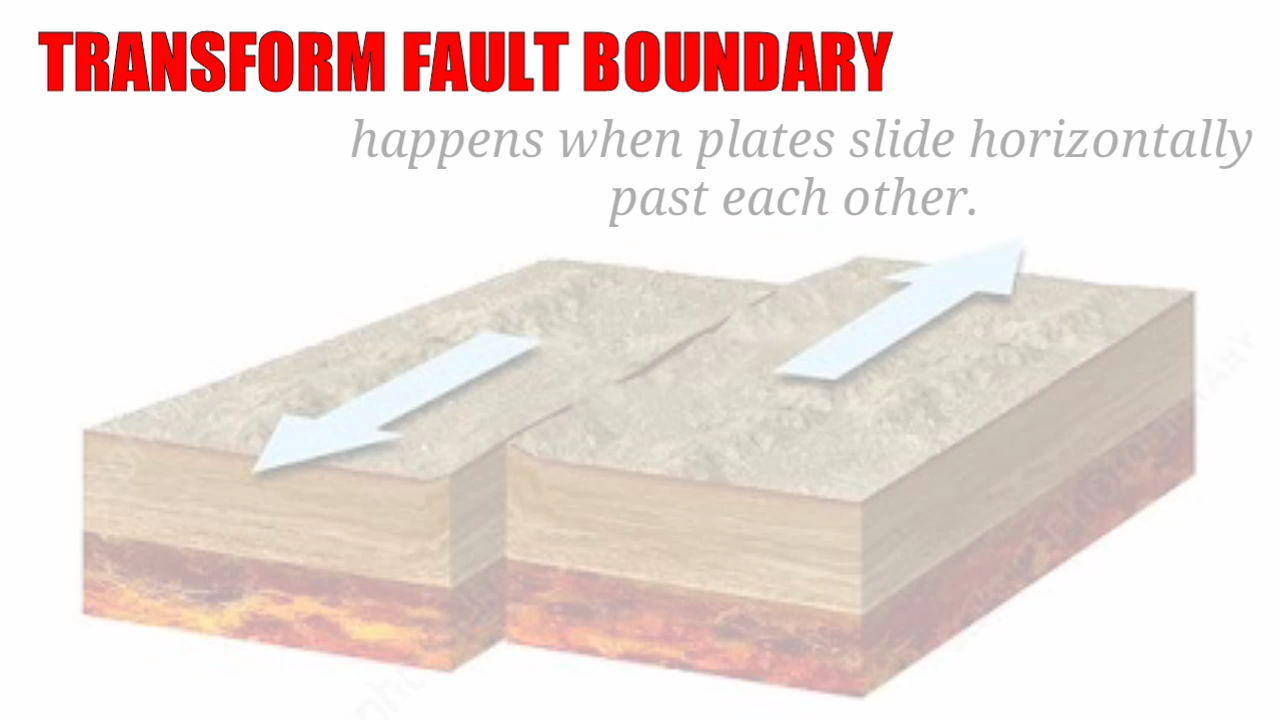 TRANSFORM FAULT BOUNDARY
happens when plates slide horizontally
past each other.